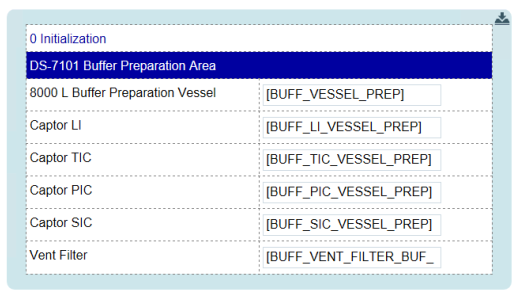 0 Initialization
DS-7101 Buffer Preparation Area
8000 L Buffer Preparation Vessel [BUFF_VESSEL_PREP]
Captor LI [BUFF_LI_VESSEL_PREP]
Captor TIC [BUFF_TIC_VESSEL_PREP]
Captor PIC [BUFF_PIC_VESSEL_PREP]
Captor SIC [BUFF_SIC_VESSEL_PREP]
Vent Filter [BUFF_VENT_FILTER_BUF_